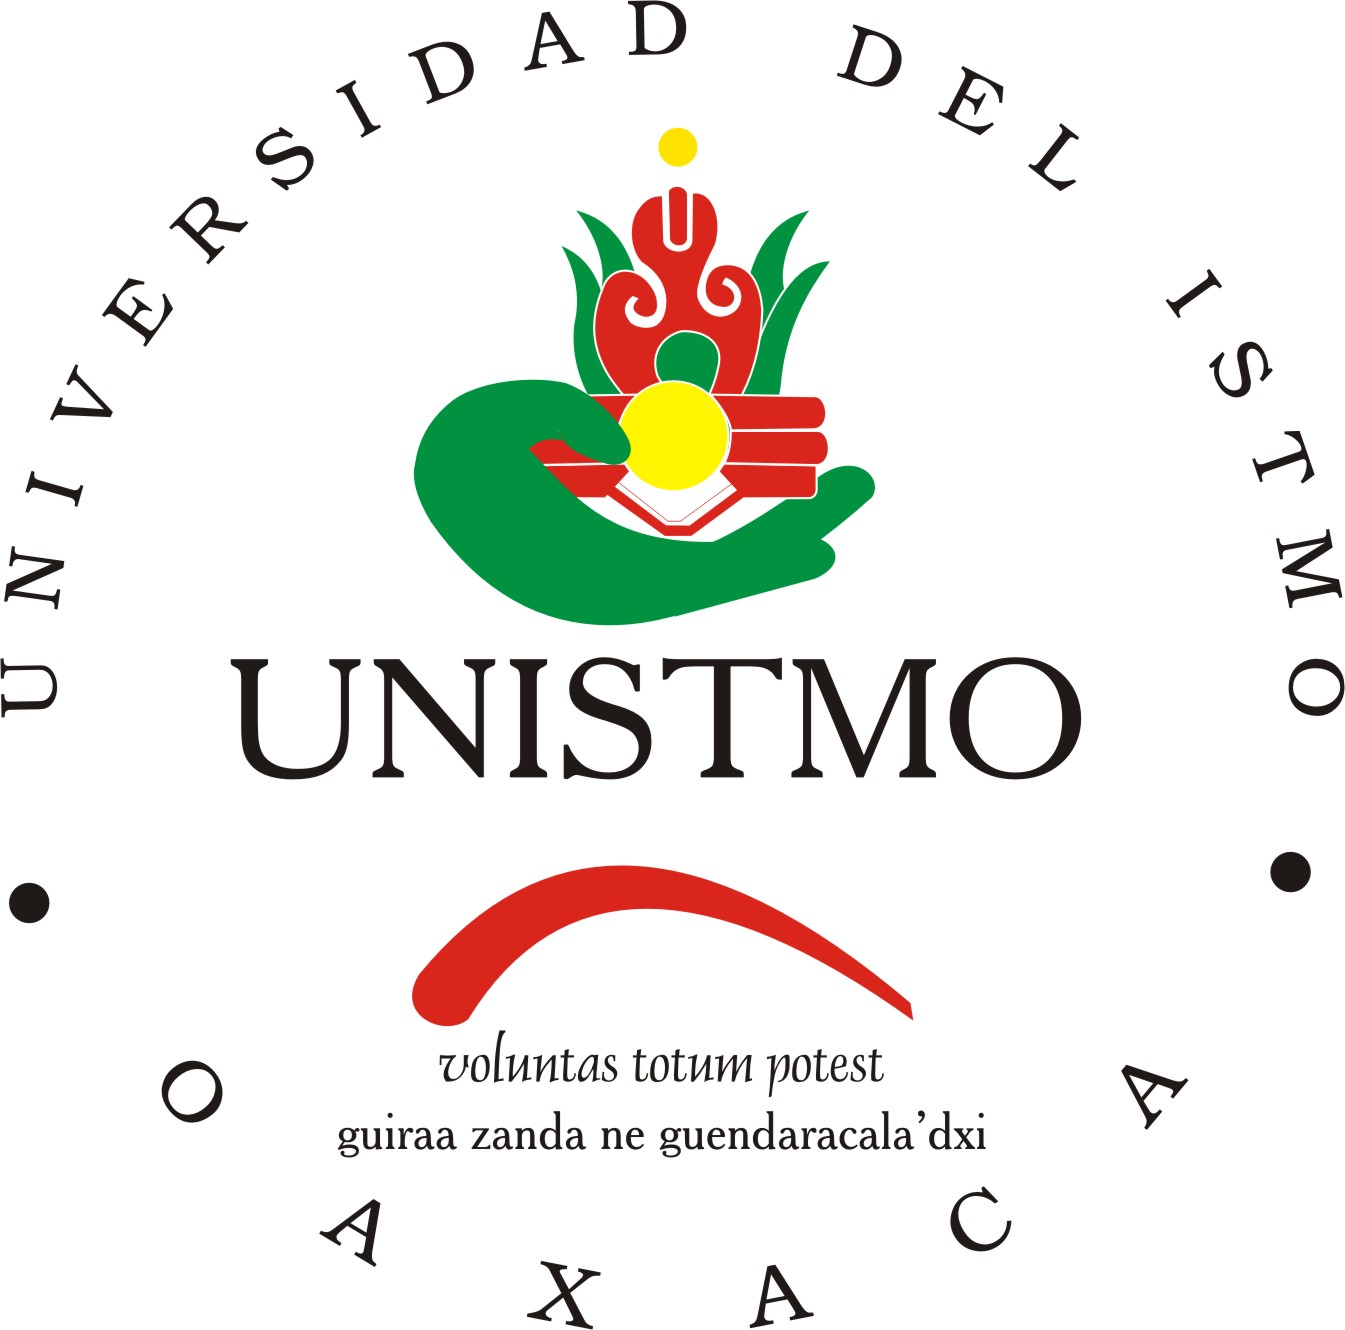 UNIVERSIDAD DEL ISTMO
UNISTMO
voluntas totum potest
guiraa zanda ne guendaracala’dxi
OAXACA